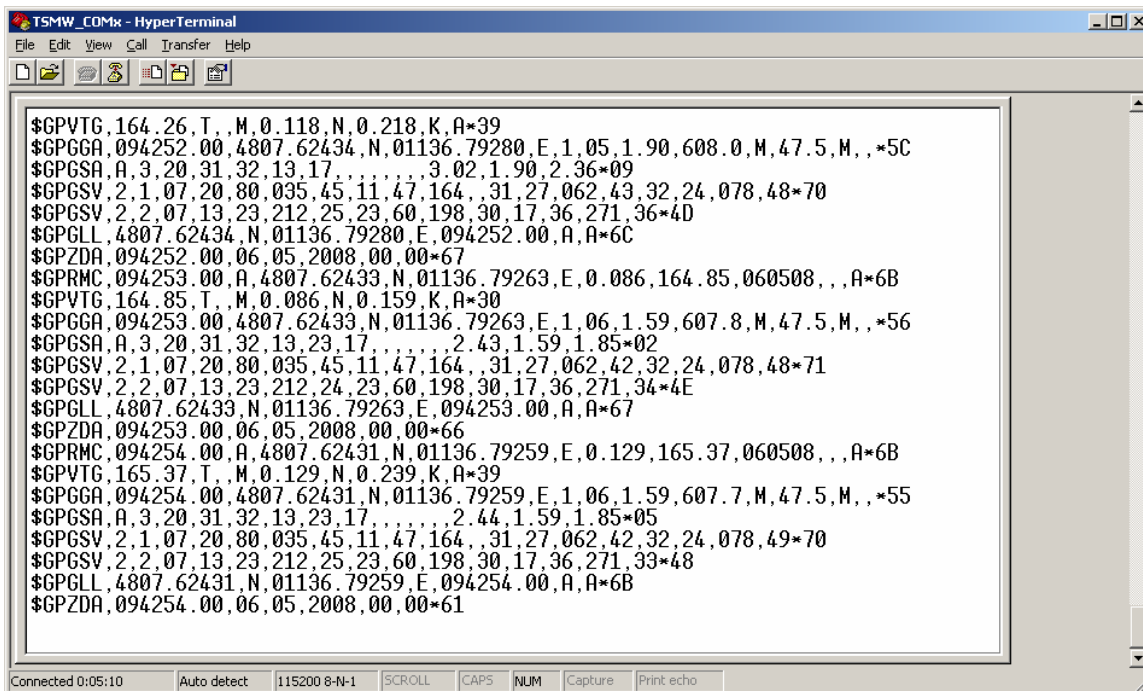 TSMW_COMx - HyperTerminal
File Edit View Call Transfer Help
$GPVTG,164.26,T,,M,0.118,N,0.218,K,A*39
$GPGGA,094252.00,4807.62434,N,01136.79280,E,1,05,1.90,608.0,M,47.5,M,,*5C
$GPGSA,A,3,20,31,32,13,17,,,,,,,,3.02,1.90,2.36*09
$GPGSV,2,1,07,20,80,035,45,11,47,164,,31,27,062,43,32,24,078,48*70
$GPGSV,2,2,07,13,23,212,25,23,60,198,30,17,36,271,36*4D
$GPGLL,4807.62434,N,01136.79280,E,094252.00,A,A*6C
$GPZDA,094252.00,06,05,2008,00,00*67
$GPRMC,094253.00,A,4807.62433,N,01136.79263,E,0.086,164.85,060508,,,A*6B
$GPVTG,164.85,T,,M,0.086,N,0.159,K,A*30
$GPGGA,094253.00,4807.62433,N,01136.79263,E,1,06,1.59,607.8,M,47.5,M,,*56
$GPGSA,A,3,20,31,32,13,23,17,,,,,,,2.43,1.59,1.85*02
$GPGSV,2,1,07,20,80,035,45,11,47,164,,31,27,062,42,32,24,078,48*71
$GPGSV,2,2,07,13,23,212,24,23,60,198,30,17,36,271,34*4E
$GPGLL,4807.62433,N,01136.79263,E,094253.00,A,A*67
$GPZDA,094253.00,06,05,2008,00,00*66
$GPRMC,094254.00,A,4807.62431,N,01136.79259,E,0.129,165.37,060508,,,A*6B
$GPVTG,165.37,T,,M,0.129,N,0.239,K,A*39
$GPGGA,094254.00,4807.62431,N,01136.79259,E,1,06,1.59,607.7,M,47.5,M,,*55
$GPGSA,A,3,20,31,32,13,23,17,,,,,,,2.44,1.59,1.85*05
$GPGSV,2,1,07,20,80,035,45,11,47,164,,31,27,062,42,32,24,078,49*70
$GPGSV,2,2,07,13,23,212,25,23,60,198,30,17,36,271,33*48
$GPGLL,4807.62431,N,01136.79259,E,094254.00,A,A*6B
$GPZDA,094254.00,06,05,2008,00,00*61
Connected 0:05:10 Auto detect 115200 8-N-1 SCROLL CAPS NUM Capture Print echo